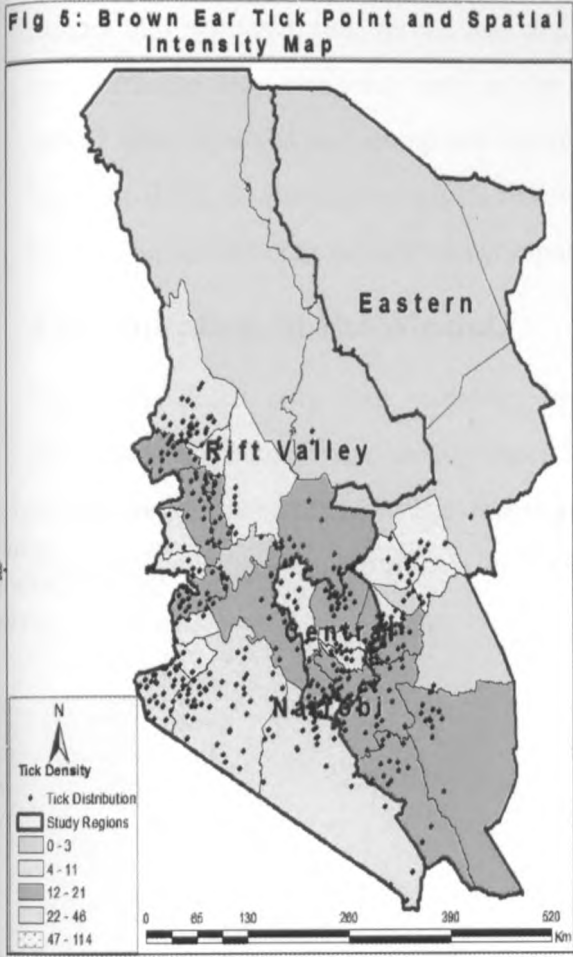 Fig 5: Brown Ear Tick Point and Spatial
Intensity Map
Eastern
Rift Valley
Central
Nairobi
N
Tick Density
Tick Distribution
Study Regions
0 - 3
4 - 11
12 - 21
22 - 46
47 - 114
0 65 130 260 390 520
Km